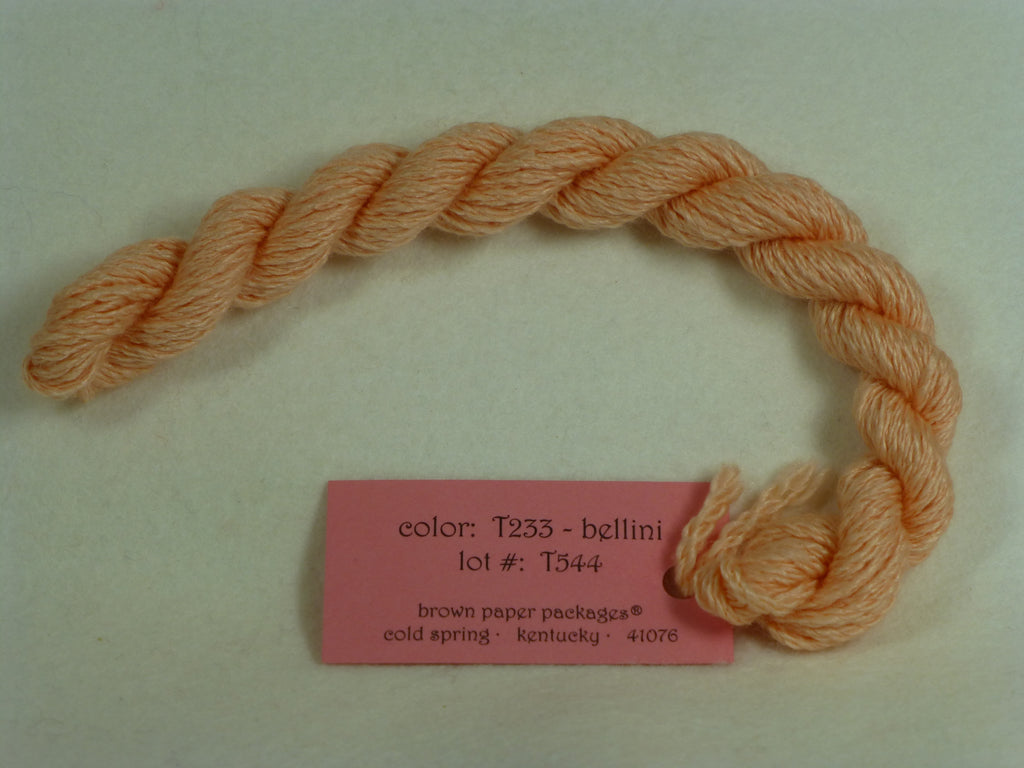 color: T233 - bellini
lot #: T544
brown paper packages®
cold spring · kentucky · 41076